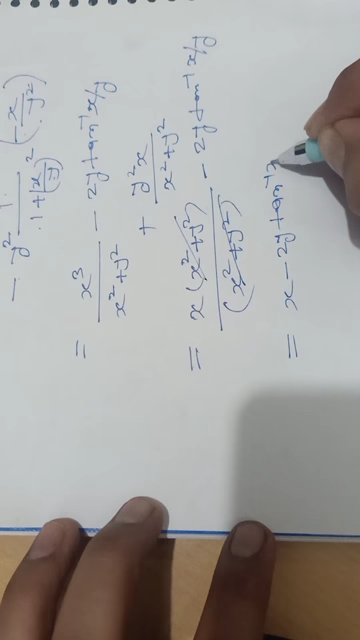 - y² 1/(1+(x/y)²) (-x/y²)
= x³/(x²+y²) - 2y tan⁻¹ x/y
+ y²x/(x²+y²)
= x(x²+y²)/(x²+y²) - 2y tan⁻¹ x/y
= x - 2y tan⁻¹